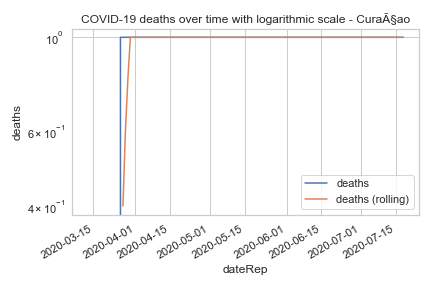 COVID-19 deaths over time with logarithmic scale - CuraÃ§ao
10⁰
6 × 10⁻¹
4 × 10⁻¹
deaths
deaths
deaths (rolling)
2020-03-15
2020-04-01
2020-04-15
2020-05-01
2020-05-15
2020-06-01
2020-06-15
2020-07-01
2020-07-15
dateRep